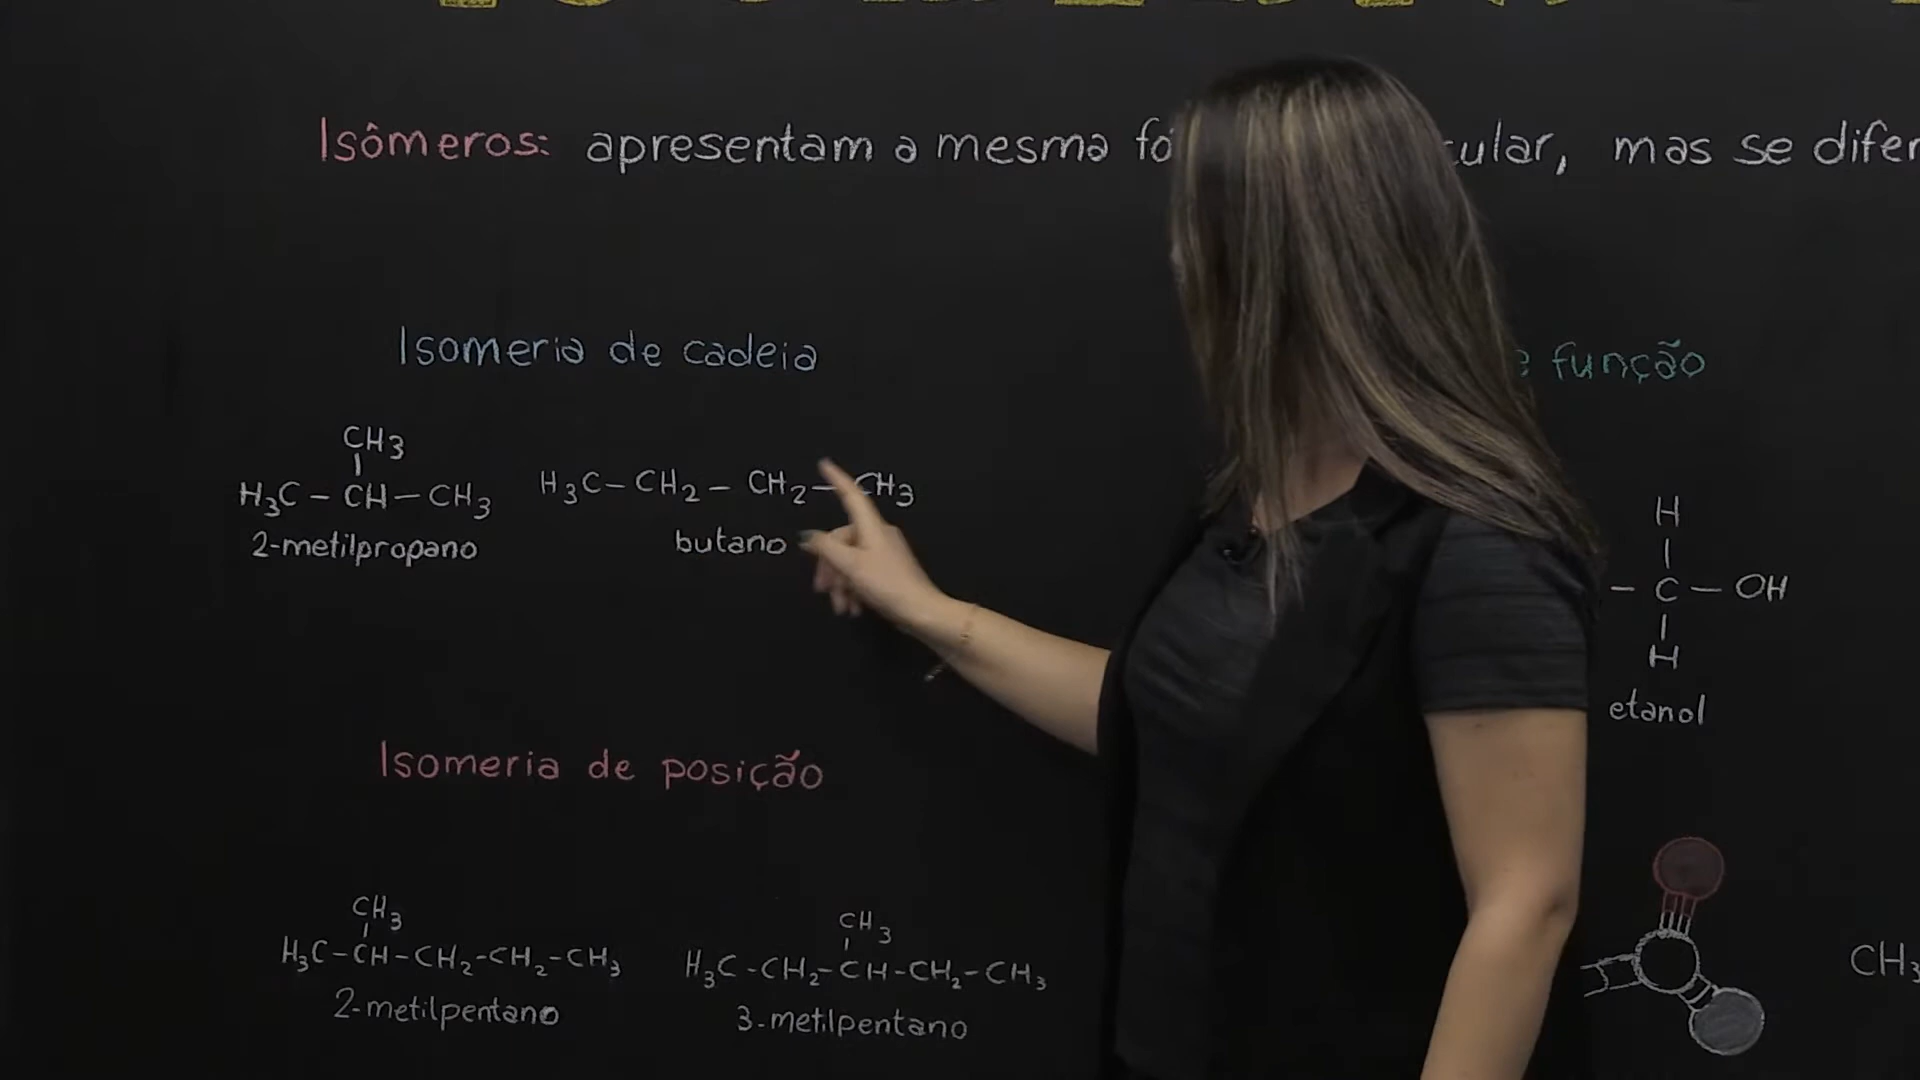 Isômeros: apresentam a mesma fó cular, mas se difer
Isomeria de cadeia
e função
CH3
H3C – CH – CH3
2-metilpropano
H3C – CH2 – CH2 – CH3
butano
H
– C – OH
H
etanol
Isomeria de posição
CH3
H3C-CH-CH2-CH2-CH3
2-metilpentano
CH3
H3C-CH2-CH-CH2-CH3
3-metilpentano
CH3